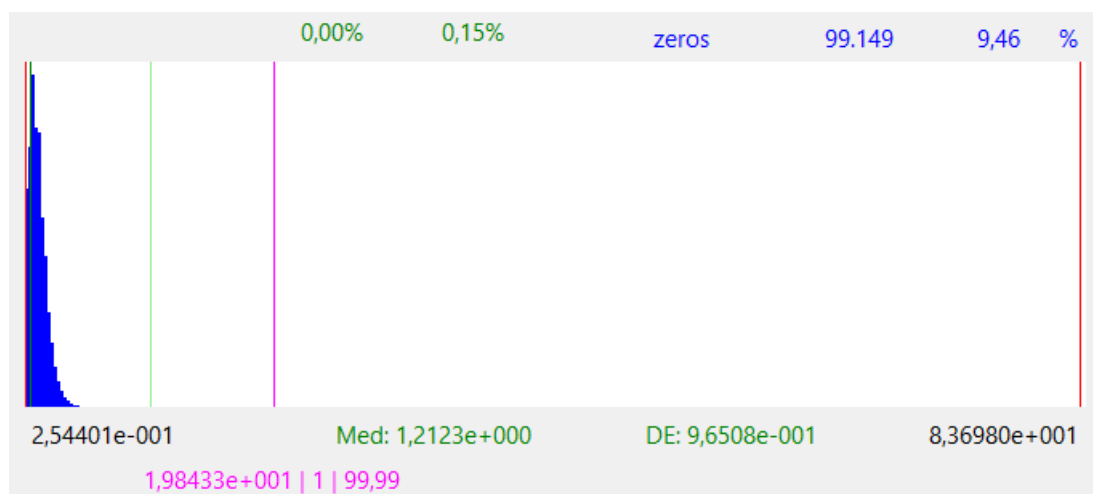 0,00% 0,15% zeros 99.149 9,46 %
2,54401e-001 Med: 1,2123e+000 DE: 9,6508e-001 8,36980e+001
1,98433e+001 | 1 | 99,99